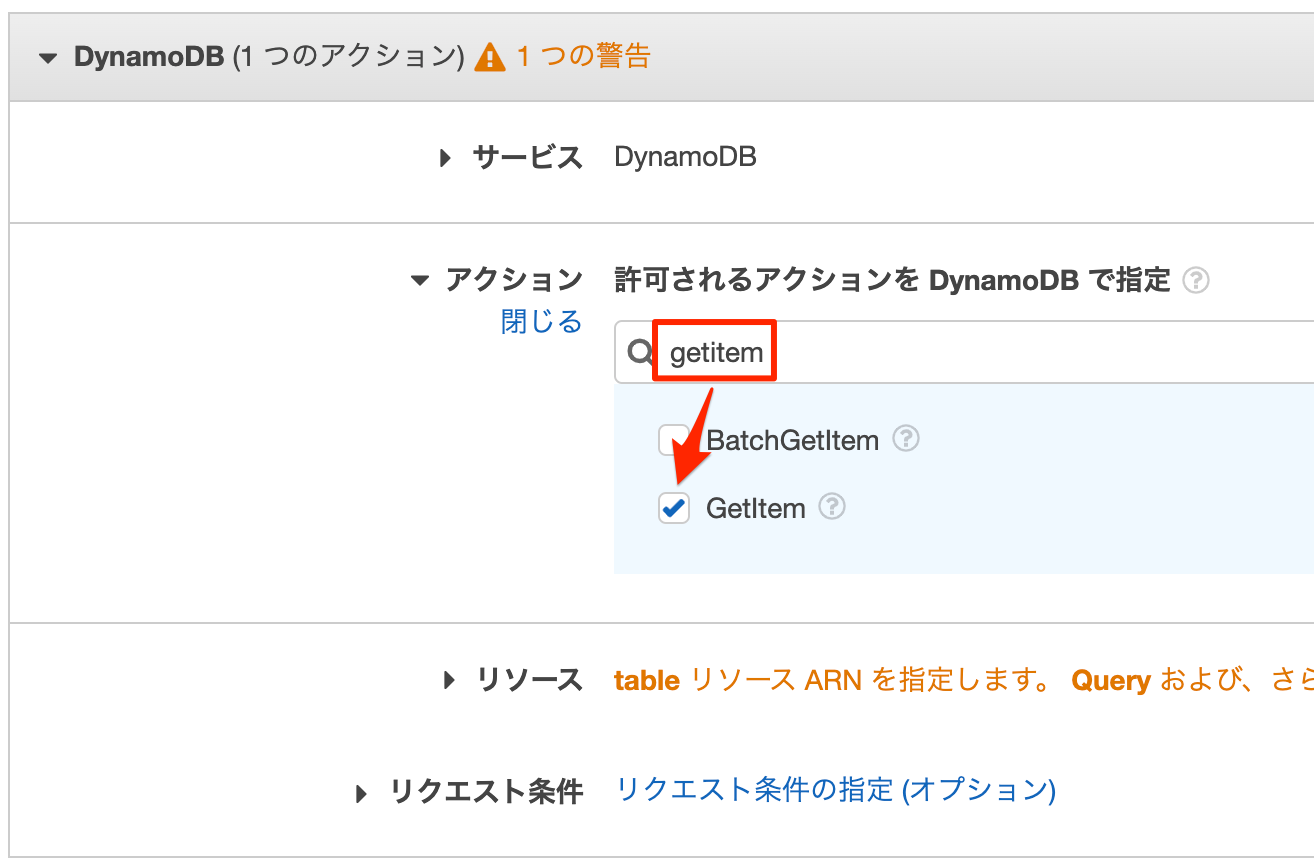 DynamoDB (1 つのアクション) 1 つの警告
サービス DynamoDB
アクション 許可されるアクションを DynamoDB で指定
閉じる
getitem
BatchGetItem
GetItem
リソース table リソース ARN を指定します。 Query および、さら
リクエスト条件 リクエスト条件の指定 (オプション)